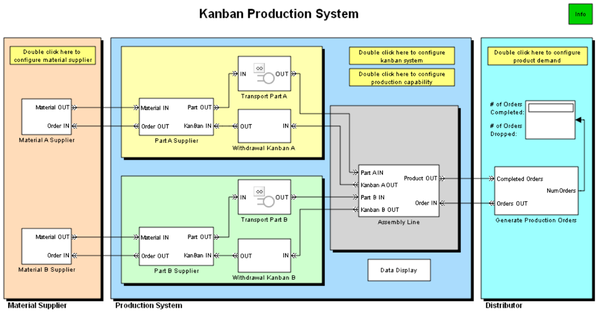 Kanban Production System
Info
Double click here to
configure material supplier
Double click here to configure
kanban system
Double click here to configure
production capability
Double click here to configure
product demand
Material OUT
Order IN
Material A Supplier
Material IN
Part OUT
Order OUT
KanBan IN
Part A Supplier
IN
OUT
Transport Part A
OUT
IN
Withdrawal Kanban A
Material OUT
Order IN
Material B Supplier
Material IN
Part OUT
Order OUT
KanBan IN
Part B Supplier
IN
OUT
Transport Part B
OUT
IN
Withdrawal Kanban B
Part A IN
Kanban A OUT
Part B IN
Kanban B OUT
Product OUT
Order IN
Assembly Line
Data Display
# of Orders
Completed:
# of Orders
Dropped:
Completed Orders
NumOrders
Orders OUT
Generate Production Orders
Material Supplier
Production System
Distributor